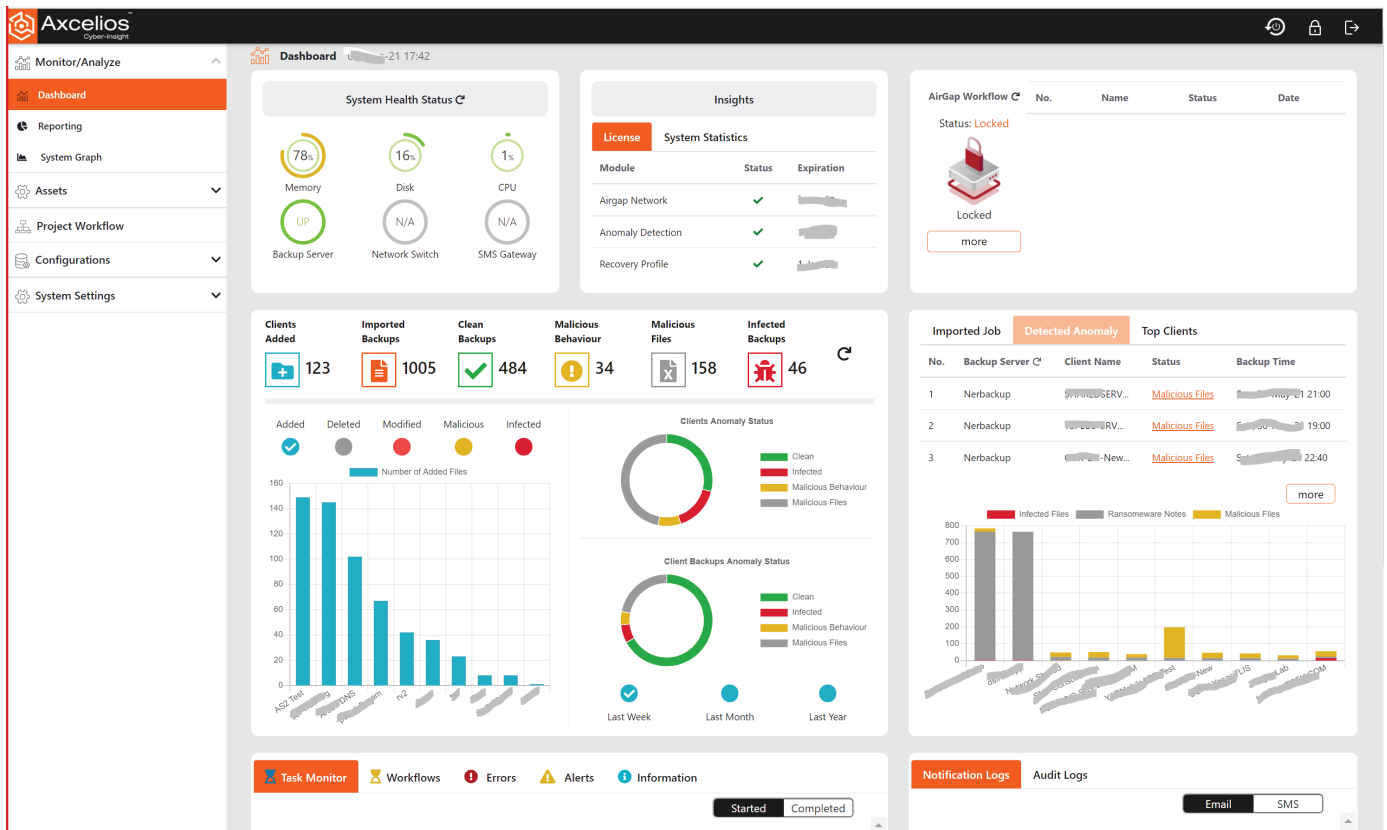 Axcelios™
Cyber-Insight
Monitor/Analyze
Dashboard
Reporting
System Graph
Assets
Project Workflow
Configurations
System Settings
Dashboard -21 17:42
System Health Status
78%
16%
1%
Memory
Disk
CPU
UP
N/A
N/A
Backup Server
Network Switch
SMS Gateway
Insights
License
System Statistics
Module Status Expiration
Airgap Network
Anomaly Detection
Recovery Profile
AirGap Workflow
No. Name Status Date
Status: Locked
Locked
more
Clients Added
Imported Backups
Clean Backups
Malicious Behaviour
Malicious Files
Infected Backups
123
1005
484
34
158
46
Added
Deleted
Modified
Malicious
Infected
Number of Added Files
160
140
120
100
80
60
40
20
0
AS2 Test
rv2
Clients Anomaly Status
Clean
Infected
Malicious Behaviour
Malicious Files
Client Backups Anomaly Status
Clean
Infected
Malicious Behaviour
Malicious Files
Last Week
Last Month
Last Year
Imported Job
Detected Anomaly
Top Clients
No. Backup Server Client Name Status Backup Time
1 Nerbackup SERV... Malicious Files -21 21:00
2 Nerbackup RV... Malicious Files 19:00
3 Nerbackup -New... Malicious Files 22:40
more
Infected Files
Ransomeware Notes
Malicious Files
800
700
600
500
400
300
200
100
0
Task Monitor
Workflows
Errors
Alerts
Information
Started
Completed
Notification Logs
Audit Logs
Email
SMS